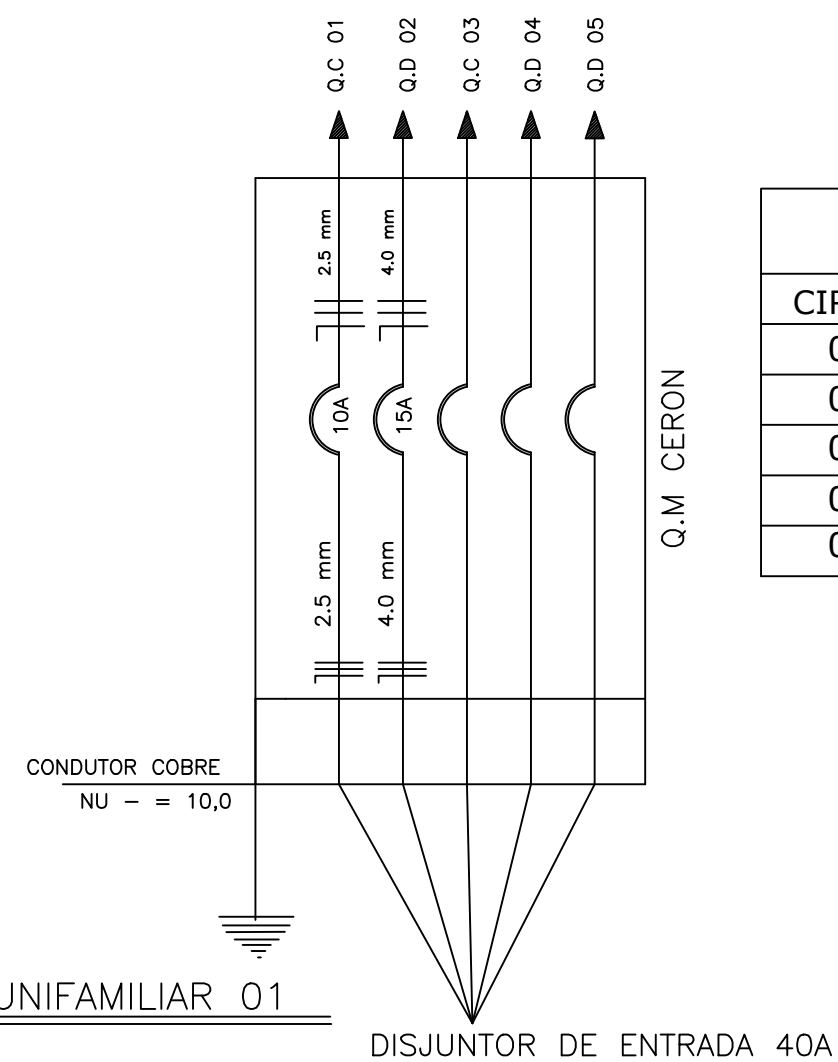 Q.C 01
Q.D 02
Q.C 03
Q.D 04
Q.D 05
2.5 mm
4.0 mm
10A
15A
2.5 mm
4.0 mm
Q.M CERON
CONDUTOR COBRE
NU - = 10,0
UNIFAMILIAR 01
DISJUNTOR DE ENTRADA 40A